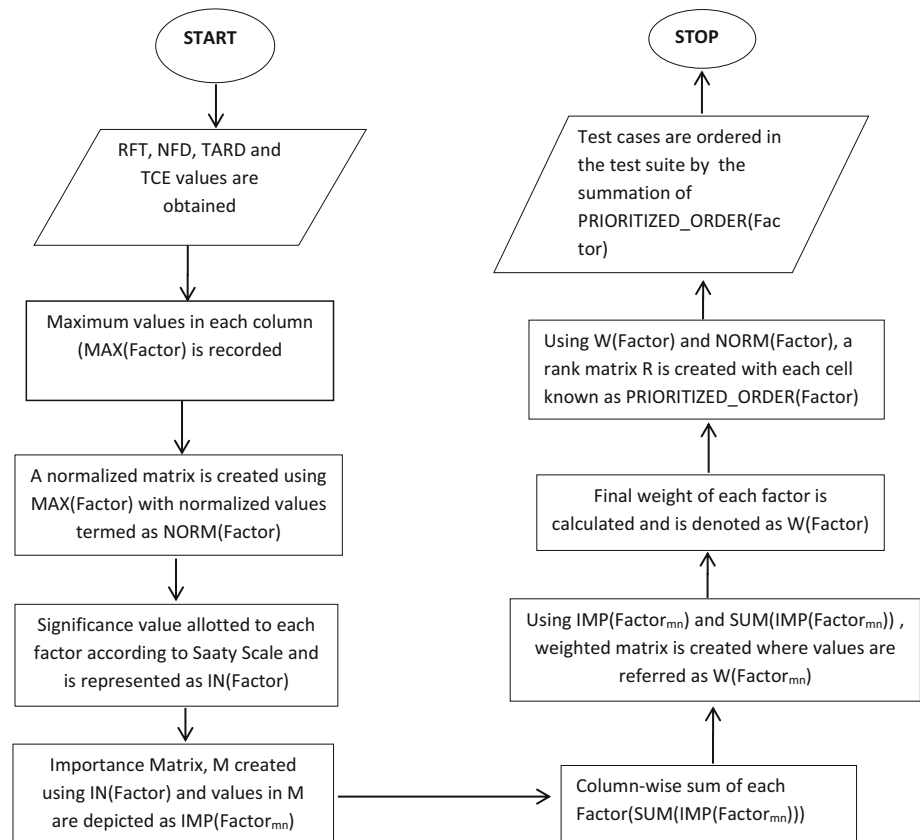 START
RFT, NFD, TARD and
TCE values are
obtained
Maximum values in each column
(MAX(Factor) is recorded
A normalized matrix is created using
MAX(Factor) with normalized values
termed as NORM(Factor)
Significance value allotted to each
factor according to Saaty Scale and
is represented as IN(Factor)
Importance Matrix, M created
using IN(Factor) and values in M
are depicted as IMP(Factormn)
Column-wise sum of each
Factor(SUM(IMP(Factormn)))
Using IMP(Factormn) and SUM(IMP(Factormn)) ,
weighted matrix is created where values are
referred as W(Factormn)
Final weight of each factor is
calculated and is denoted as W(Factor)
Using W(Factor) and NORM(Factor), a
rank matrix R is created with each cell
known as PRIORITIZED_ORDER(Factor)
Test cases are ordered in
the test suite by the
summation of
PRIORITIZED_ORDER(Fac
tor)
STOP